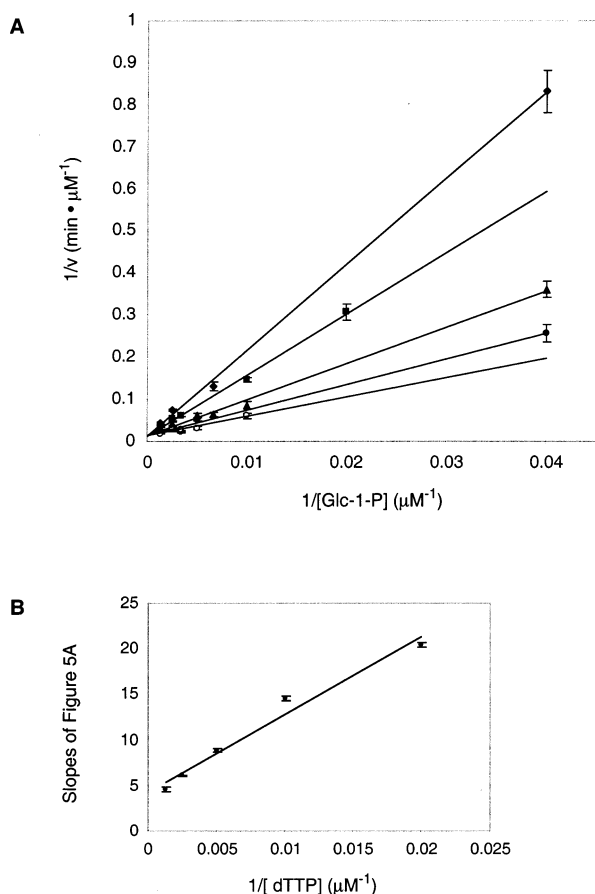 A
1
0.9
0.8
0.7
0.6
0.5
0.4
0.3
0.2
0.1
0
1/v (min • μM⁻¹)
0 0.01 0.02 0.03 0.04
1/[Glc-1-P] (μM⁻¹)
B
25
20
15
10
5
0
Slopes of Figure 5A
0 0.005 0.01 0.015 0.02 0.025
1/[ dTTP] (μM⁻¹)